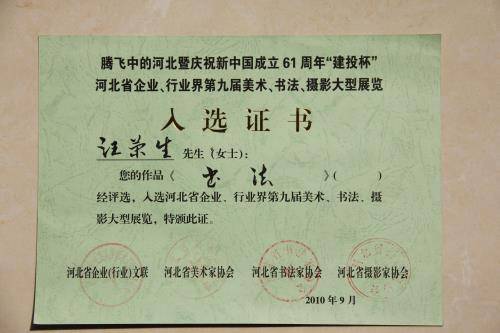 腾飞中的河北暨庆祝新中国成立61周年“建投杯”
河北省企业、行业界第九届美术、书法、摄影大型展览
入选证书
汪荣生 先生(女士):
您的作品《 书法 》( )
经评选，入选河北省企业、行业界第九届美术、书法、摄
影大型展览，特颁此证。
河北省企业(行业)文联 河北省美术家协会 河北省书法家协会 河北省摄影家协会
2010年9月